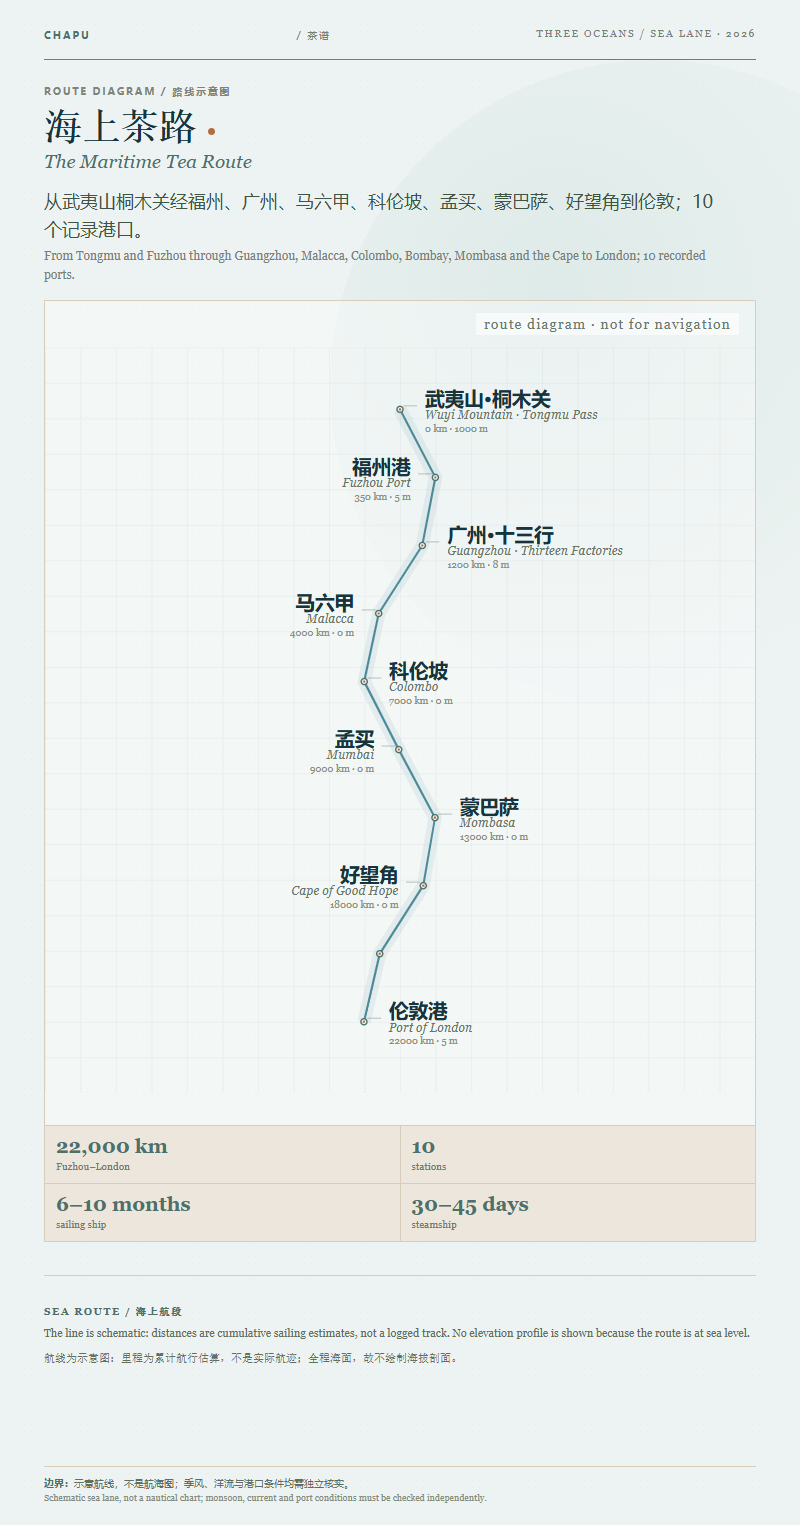 CHAPU
/ 茶谱
THREE OCEANS / SEA LANE · 2026
ROUTE DIAGRAM / 路线示意图
海上茶路
The Maritime Tea Route
从武夷山桐木关经福州、广州、马六甲、科伦坡、孟买、蒙巴萨、好望角到伦敦；10
个记录港口。
From Tongmu and Fuzhou through Guangzhou, Malacca, Colombo, Bombay, Mombasa and the Cape to London; 10 recorded
ports.
route diagram · not for navigation
武夷山·桐木关
Wuyi Mountain · Tongmu Pass
0 km · 1000 m
福州港
Fuzhou Port
350 km · 5 m
广州·十三行
Guangzhou · Thirteen Factories
1200 km · 8 m
马六甲
Malacca
4000 km · 0 m
科伦坡
Colombo
7000 km · 0 m
孟买
Mumbai
9000 km · 0 m
蒙巴萨
Mombasa
13000 km · 0 m
好望角
Cape of Good Hope
18000 km · 0 m
伦敦港
Port of London
22000 km · 5 m
22,000 km
Fuzhou–London
10
stations
6–10 months
sailing ship
30–45 days
steamship
SEA ROUTE / 海上航段
The line is schematic: distances are cumulative sailing estimates, not a logged track. No elevation profile is shown because the route is at sea level.
航线为示意图：里程为累计航行估算，不是实际航迹；全程海面，故不绘制海拔剖面。
边界：示意航线，不是航海图；季风、洋流与港口条件均需独立核实。
Schematic sea lane, not a nautical chart; monsoon, current and port conditions must be checked independently.